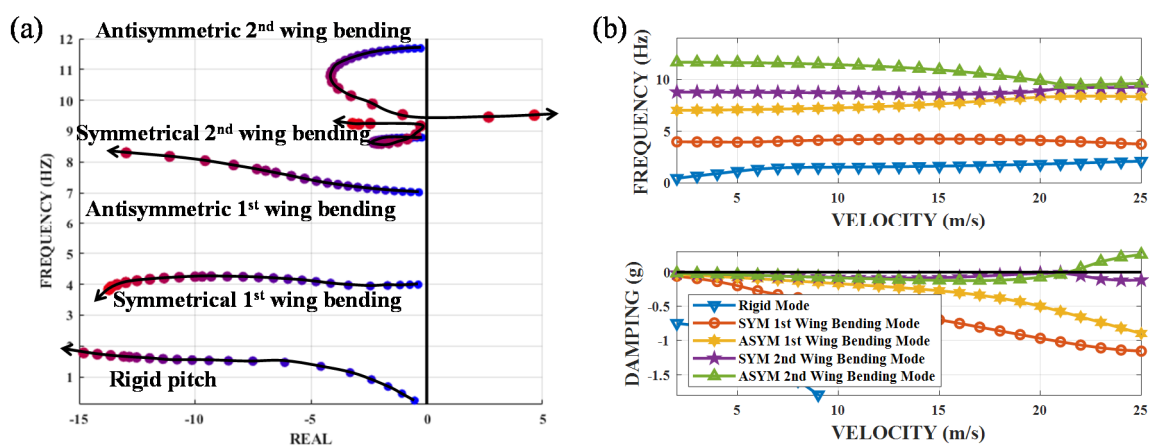 (a)
Antisymmetric 2nd wing bending
12
11
10
9
8
7
6
5
4
3
2
1
FREQUENCY (HZ)
Symmetrical 2nd wing bending
Antisymmetric 1st wing bending
Symmetrical 1st wing bending
Rigid pitch
-15
-10
-5
0
5
REAL
(b)
FREQUENCY (Hz)
10
5
0
5
10
15
20
25
VELOCITY (m/s)
DAMPING (g)
0
-0.5
-1
-1.5
Rigid Mode
SYM 1st Wing Bending Mode
ASYM 1st Wing Bending Mode
SYM 2nd Wing Bending Mode
ASYM 2nd Wing Bending Mode
5
10
15
20
25
VELOCITY (m/s)